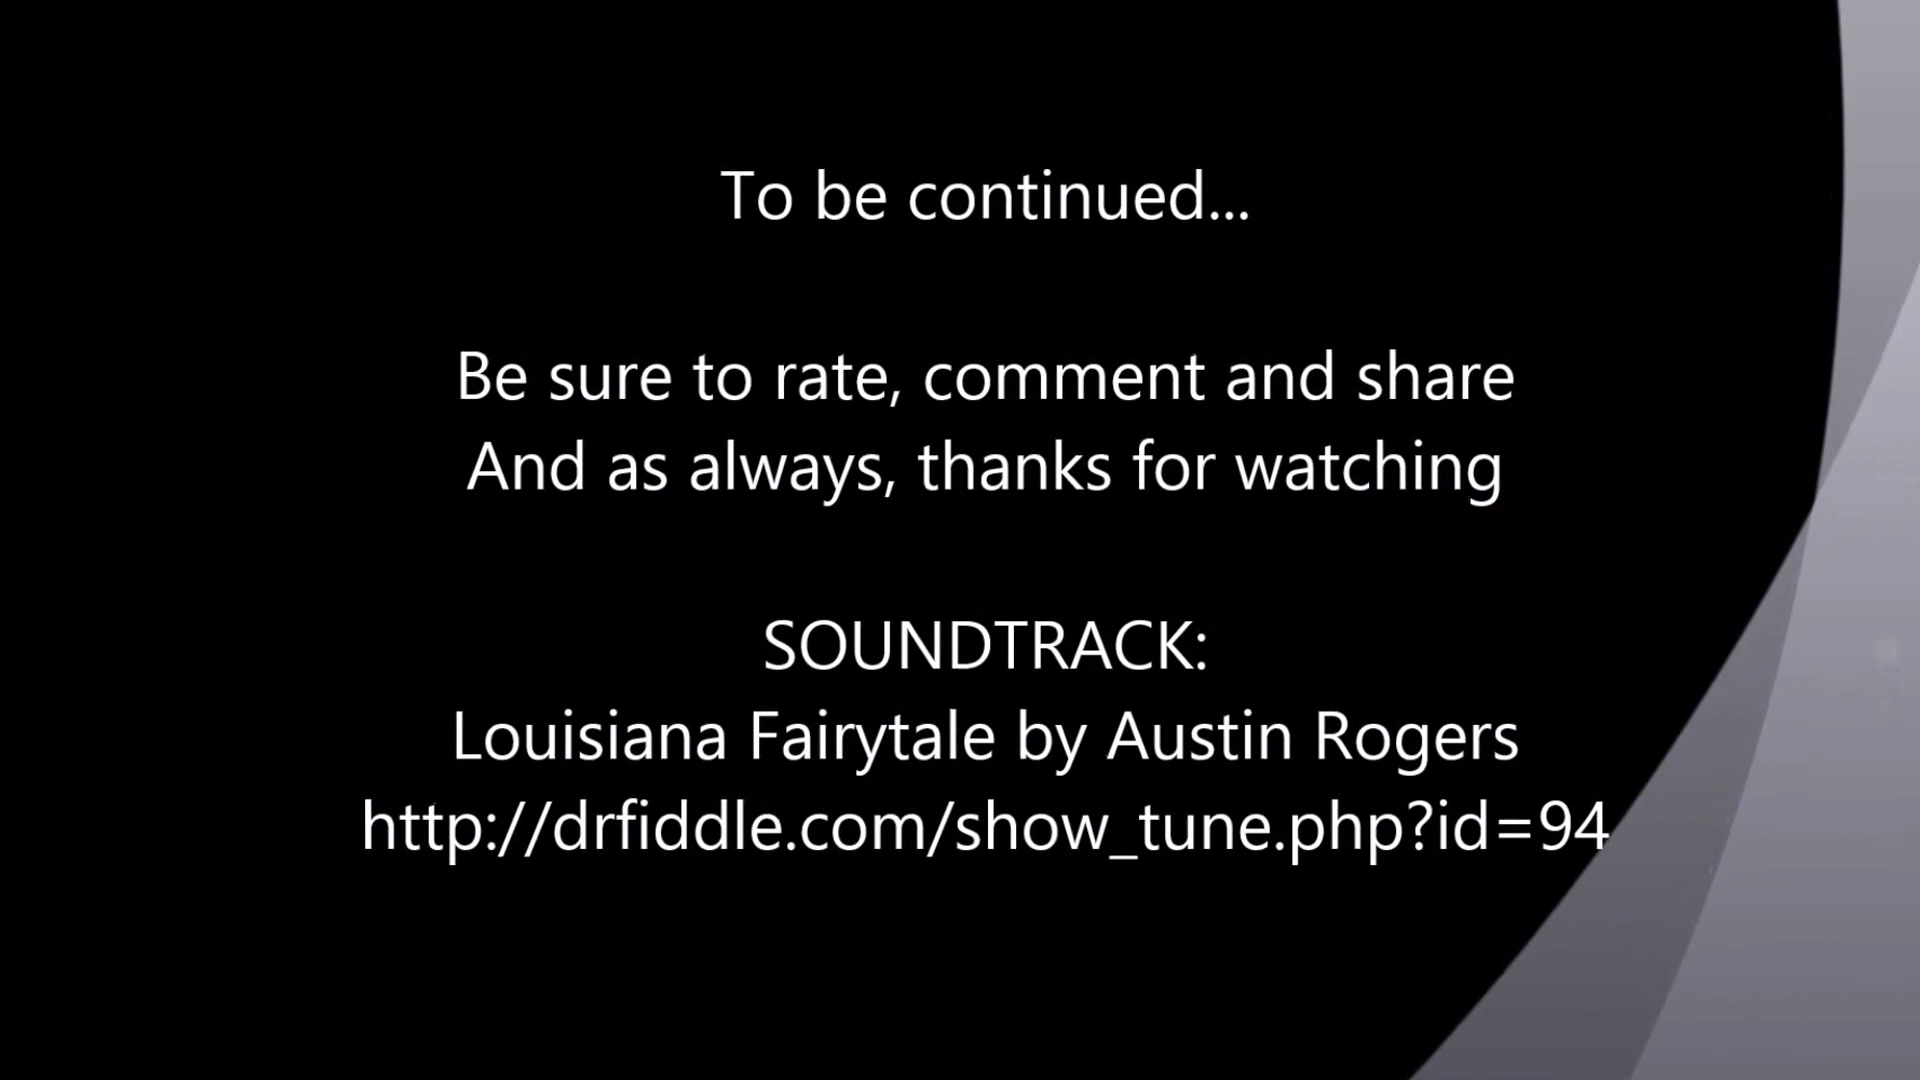 To be continued...
Be sure to rate, comment and share
And as always, thanks for watching
SOUNDTRACK:
Louisiana Fairytale by Austin Rogers
http://drfiddle.com/show_tune.php?id=94